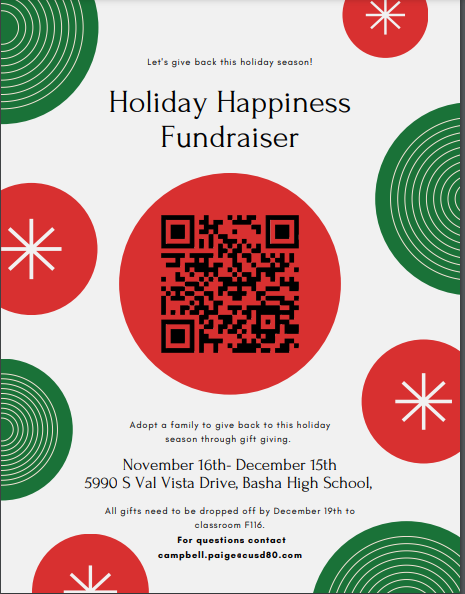 Let's give back this holiday season!
Holiday Happiness
Fundraiser
Adopt a family to give back to this holiday
season through gift giving.
November 16th- December 15th
5990 S Val Vista Drive, Basha High School,
All gifts need to be dropped off by December 19th to
classroom F116.
For questions contact
campbell.paige@cusd80.com